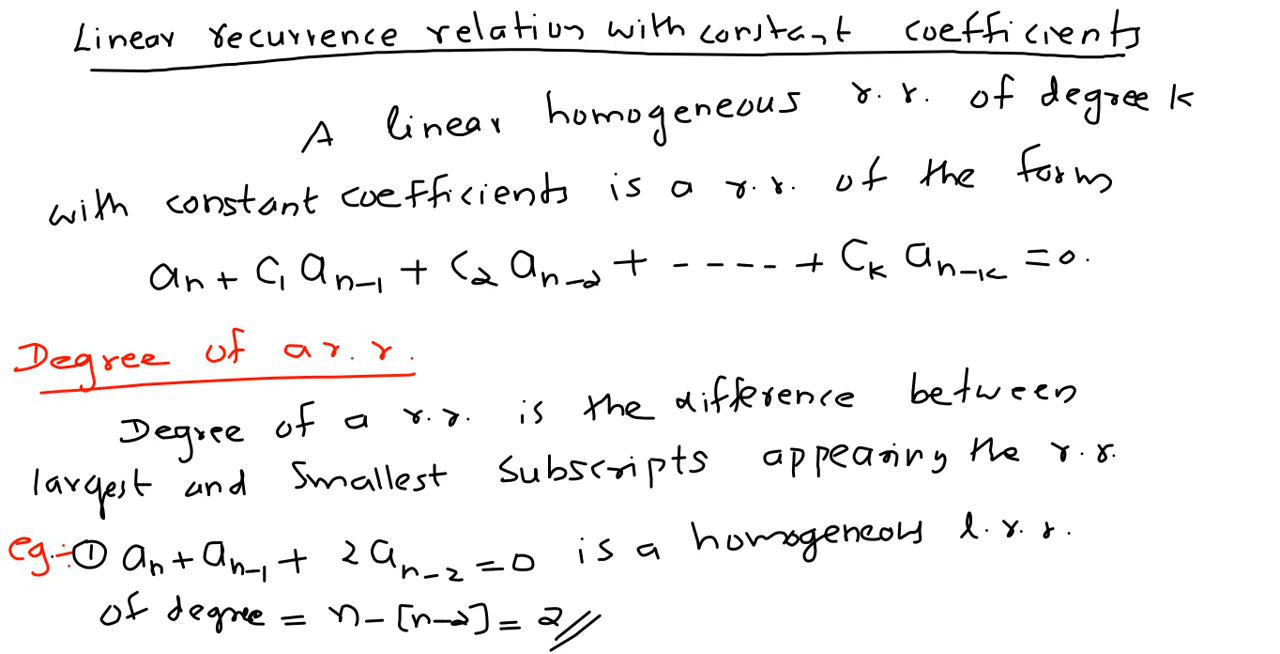 Linear recurrence relation with constant coefficients
A linear homogeneous r.r. of degree k
with constant coefficients is a r.r. of the form
aₙ + C₁ aₙ₋₁ + C₂ aₙ₋₂ + ---- + Cₖ aₙ₋ₖ = 0.
Degree of a r.r.
Degree of a r.r. is the difference between
largest and smallest subscripts appearing the r.r.
eg:- ① aₙ + aₙ₋₁ + 2aₙ₋₂ = 0 is a homogeneous l.r.r.
of degree = n-[n-2] = 2//